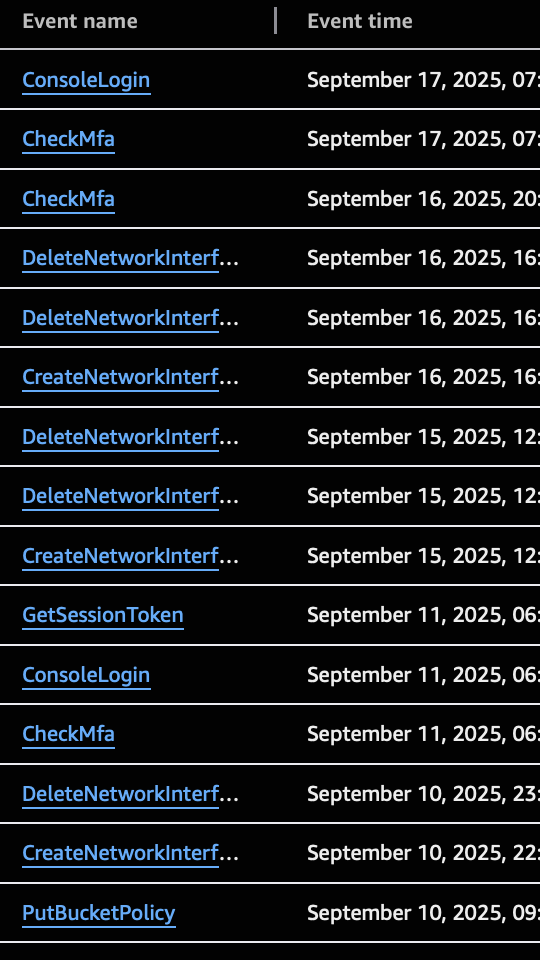 Event name | Event time
ConsoleLogin September 17, 2025, 07:
CheckMfa September 17, 2025, 07:
CheckMfa September 16, 2025, 20:
DeleteNetworkInterf... September 16, 2025, 16:
DeleteNetworkInterf... September 16, 2025, 16:
CreateNetworkInterf... September 16, 2025, 16:
DeleteNetworkInterf... September 15, 2025, 12:
DeleteNetworkInterf... September 15, 2025, 12:
CreateNetworkInterf... September 15, 2025, 12:
GetSessionToken September 11, 2025, 06:
ConsoleLogin September 11, 2025, 06:
CheckMfa September 11, 2025, 06:
DeleteNetworkInterf... September 10, 2025, 23:
CreateNetworkInterf... September 10, 2025, 22:
PutBucketPolicy September 10, 2025, 09: